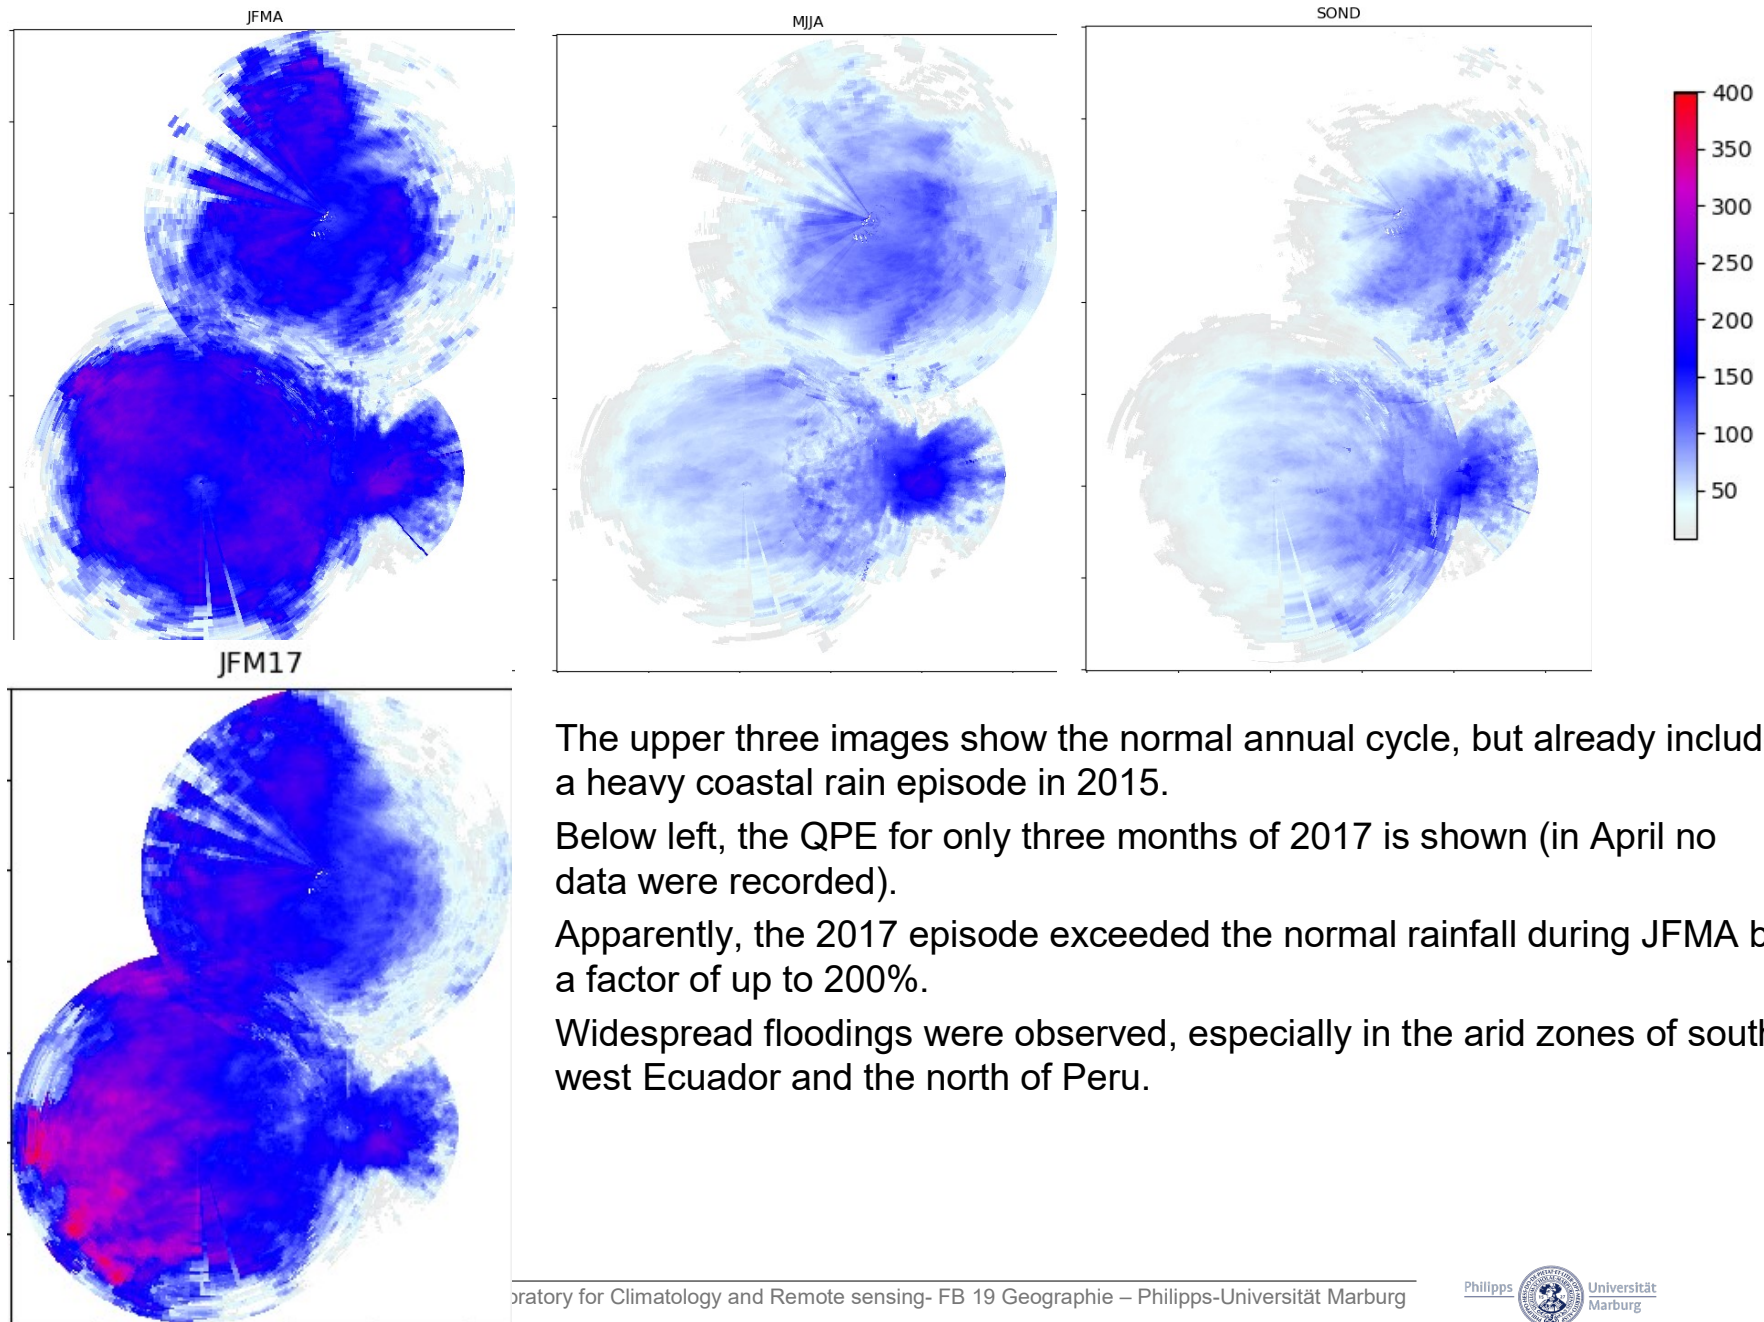 JFMA
MJJA
SOND
400
350
300
250
200
150
100
50
JFM17
The upper three images show the normal annual cycle, but already includ
a heavy coastal rain episode in 2015.
Below left, the QPE for only three months of 2017 is shown (in April no
data were recorded).
Apparently, the 2017 episode exceeded the normal rainfall during JFMA b
a factor of up to 200%.
Widespread floodings were observed, especially in the arid zones of south
west Ecuador and the north of Peru.
oratory for Climatology and Remote sensing- FB 19 Geographie – Philipps-Universität Marburg
Philipps Universität
Marburg